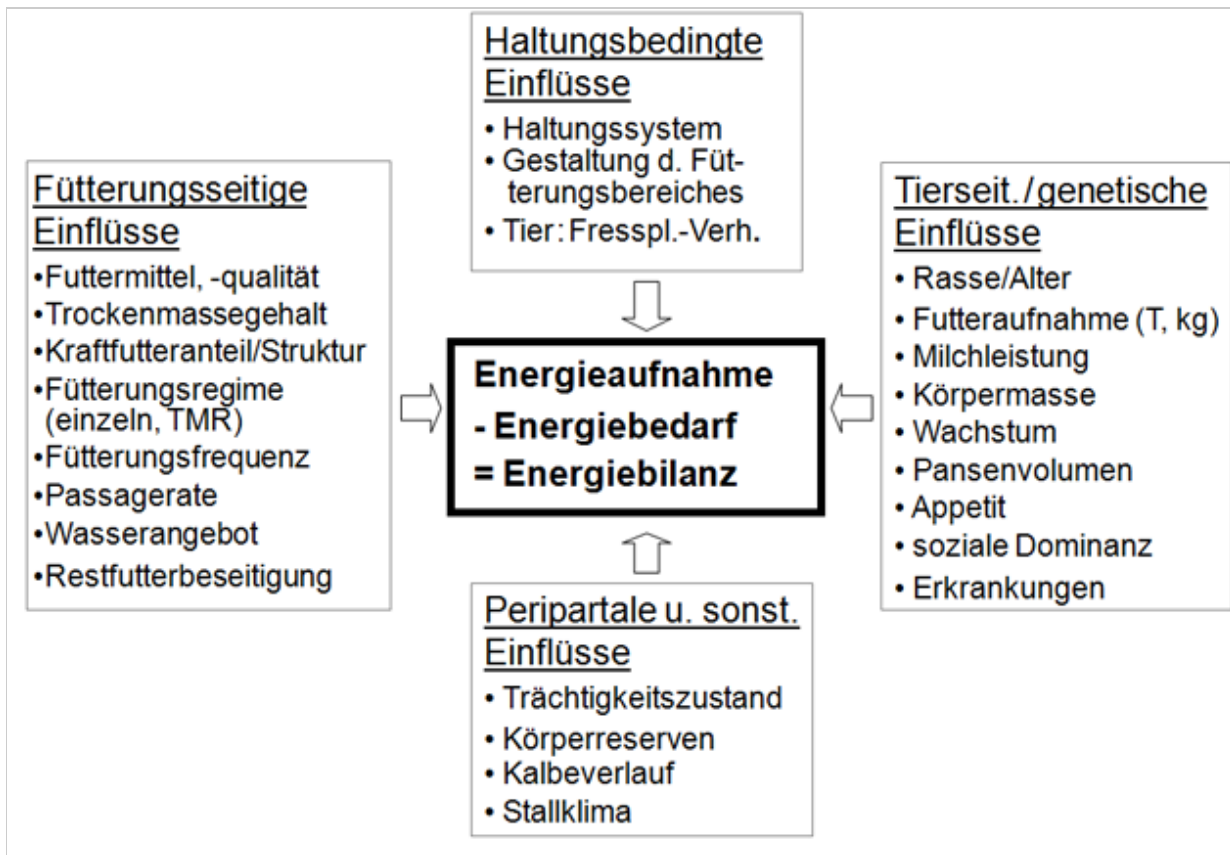 Haltungsbedingte
Einflüsse
• Haltungssystem
• Gestaltung d. Füt-
terungsbereiches
• Tier: Fresspl.-Verh.
Fütterungsseitige
Einflüsse
•Futtermittel, -qualität
•Trockenmassegehalt
•Kraftfutteranteil/Struktur
•Fütterungsregime
(einzeln, TMR)
•Fütterungsfrequenz
•Passagerate
•Wasserangebot
•Restfutterbeseitigung
Energieaufnahme
- Energiebedarf
= Energiebilanz
Tierseit./genetische
Einflüsse
• Rasse/Alter
• Futteraufnahme (T, kg)
• Milchleistung
• Körpermasse
• Wachstum
• Pansenvolumen
• Appetit
• soziale Dominanz
• Erkrankungen
Peripartale u. sonst.
Einflüsse
• Trächtigkeitszustand
• Körperreserven
• Kalbeverlauf
• Stallklima